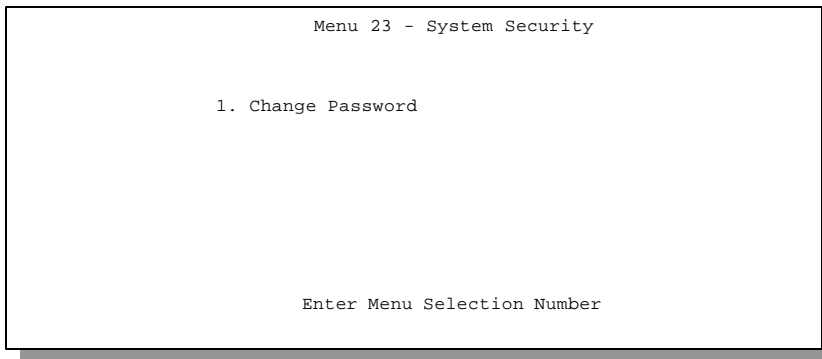 Menu 23 - System Security
1. Change Password
Enter Menu Selection Number